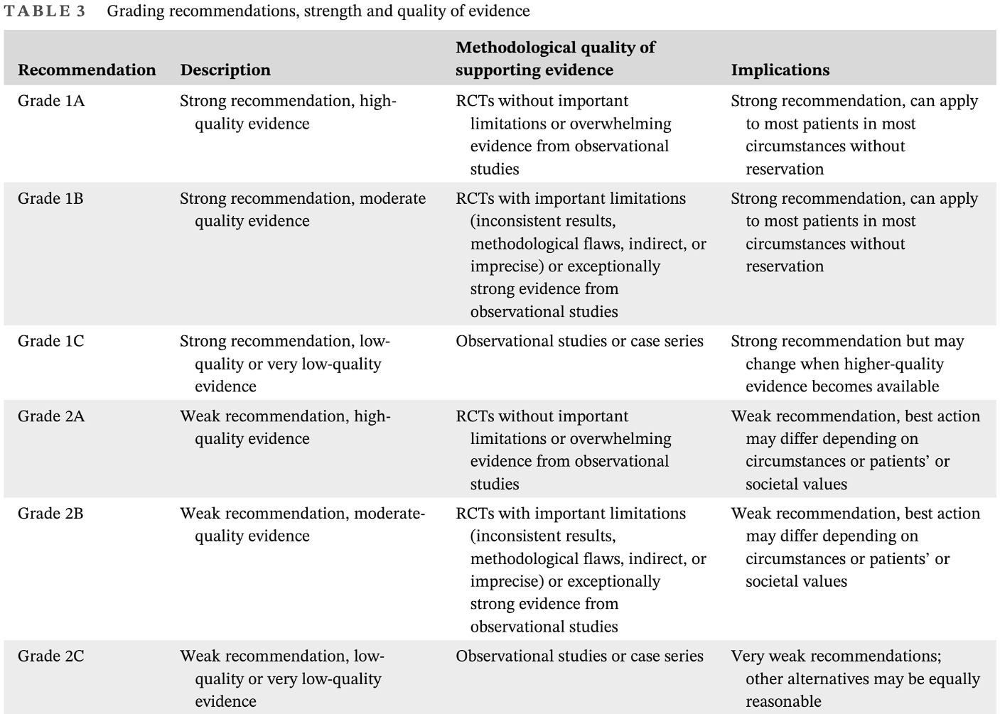 TABLE 3 Grading recommendations, strength and quality of evidence
Methodological quality of
Recommendation Description supporting evidence Implications
Grade 1A Strong recommendation, high- RCTs without important Strong recommendation, can apply
quality evidence limitations or overwhelming to most patients in most
evidence from observational circumstances without
studies reservation
Grade 1B Strong recommendation, moderate RCTs with important limitations Strong recommendation, can apply
quality evidence (inconsistent results, to most patients in most
methodological flaws, indirect, or circumstances without
imprecise) or exceptionally reservation
strong evidence from
observational studies
Grade 1C Strong recommendation, low- Observational studies or case series Strong recommendation but may
quality or very low-quality change when higher-quality
evidence evidence becomes available
Grade 2A Weak recommendation, high- RCTs without important Weak recommendation, best action
quality evidence limitations or overwhelming may differ depending on
evidence from observational circumstances or patients’ or
studies societal values
Grade 2B Weak recommendation, moderate- RCTs with important limitations Weak recommendation, best action
quality evidence (inconsistent results, may differ depending on
methodological flaws, indirect, or circumstances or patients’ or
imprecise) or exceptionally societal values
strong evidence from
observational studies
Grade 2C Weak recommendation, low- Observational studies or case series Very weak recommendations;
quality or very low-quality other alternatives may be equally
evidence reasonable